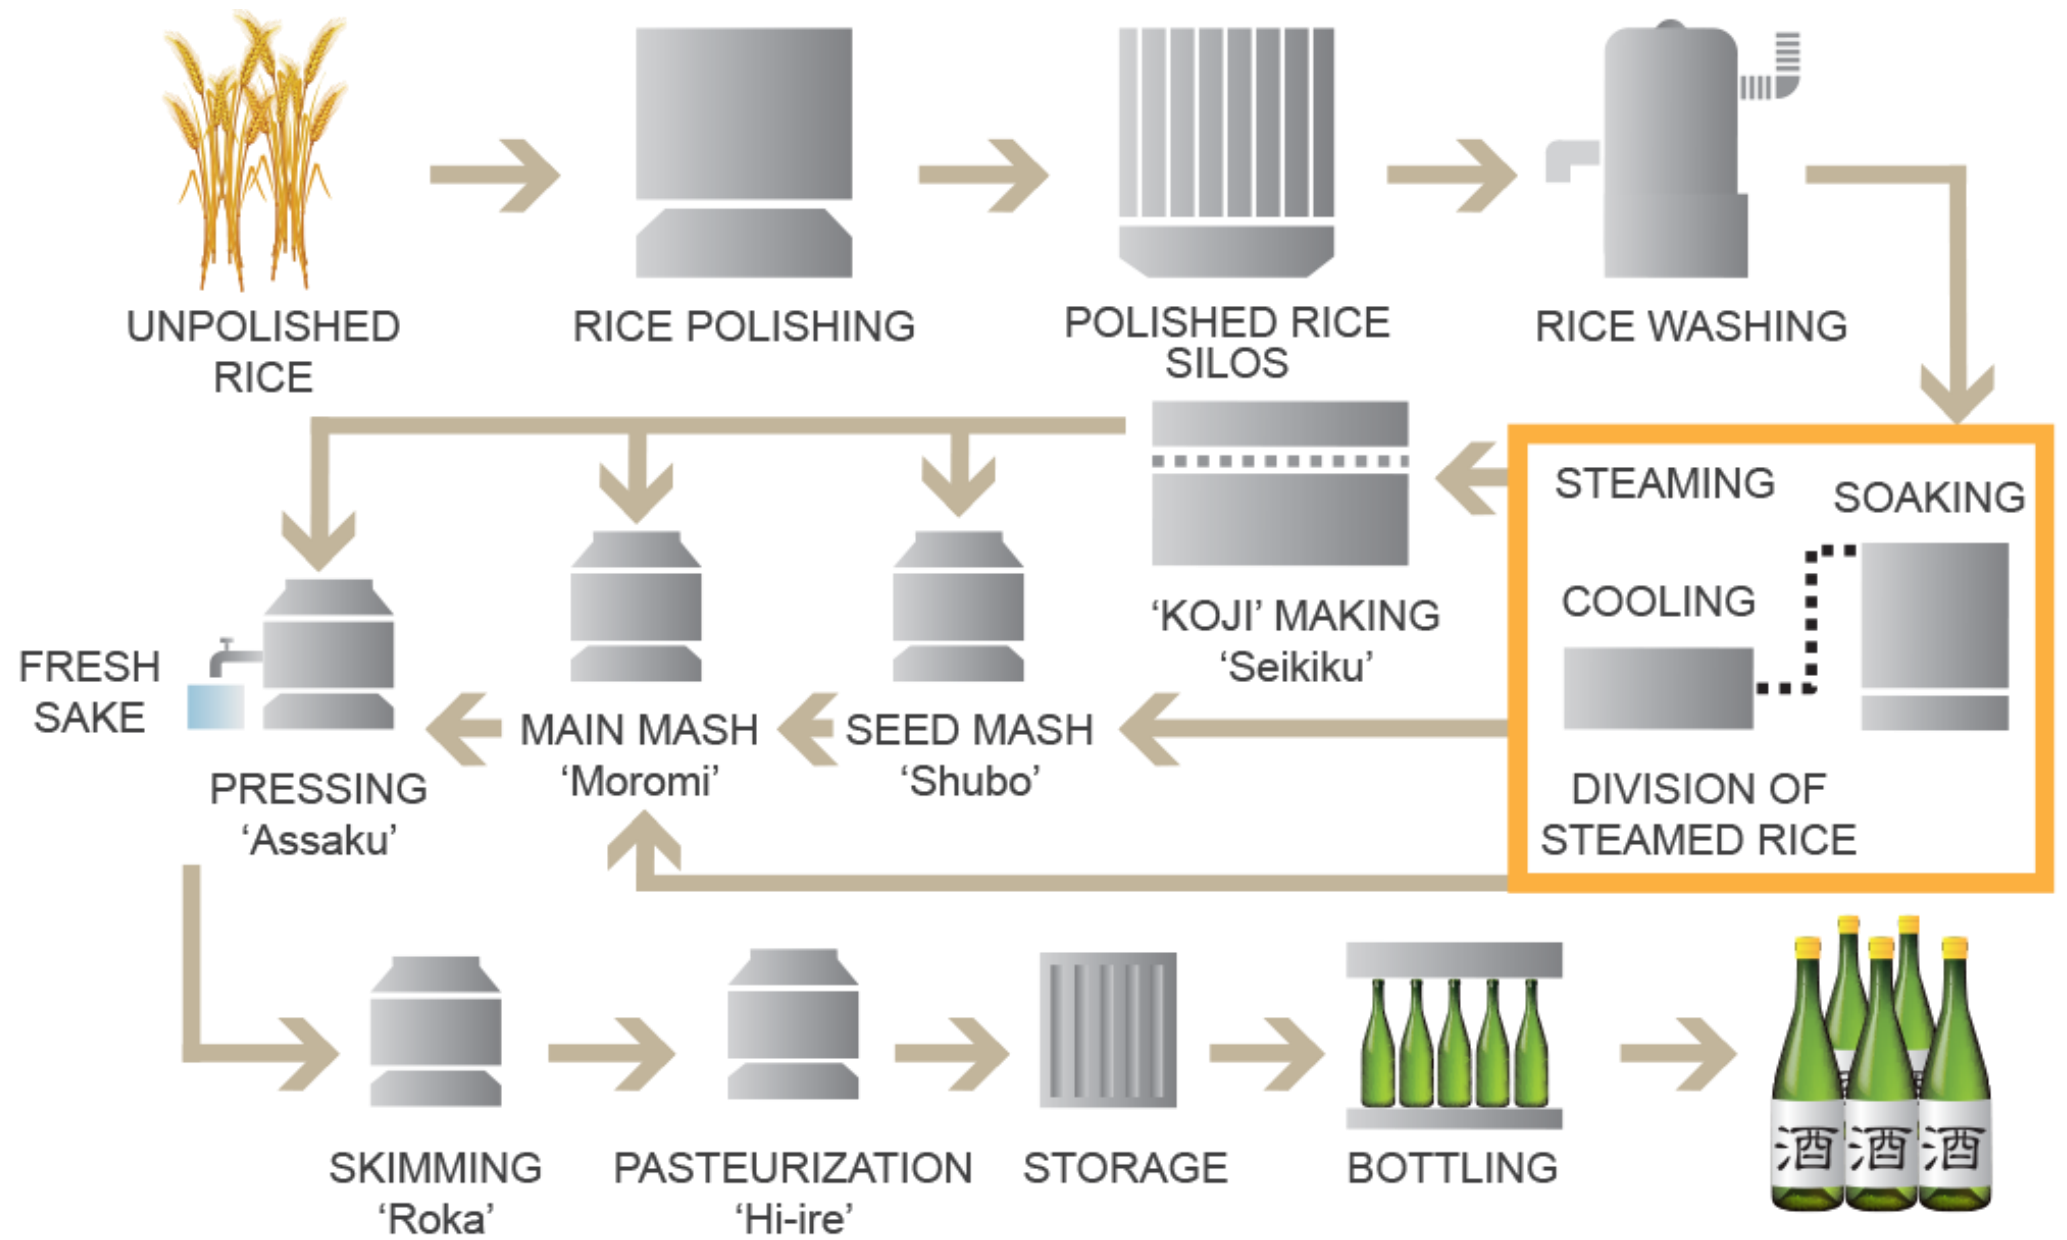 UNPOLISHED
RICE
RICE POLISHING
POLISHED RICE
SILOS
RICE WASHING
STEAMING
SOAKING
COOLING
DIVISION OF
STEAMED RICE
‘KOJI’ MAKING
‘Seikiku’
SEED MASH
‘Shubo’
MAIN MASH
‘Moromi’
FRESH
SAKE
PRESSING
‘Assaku’
SKIMMING
‘Roka’
PASTEURIZATION
‘Hi-ire’
STORAGE
BOTTLING
酒 酒 酒